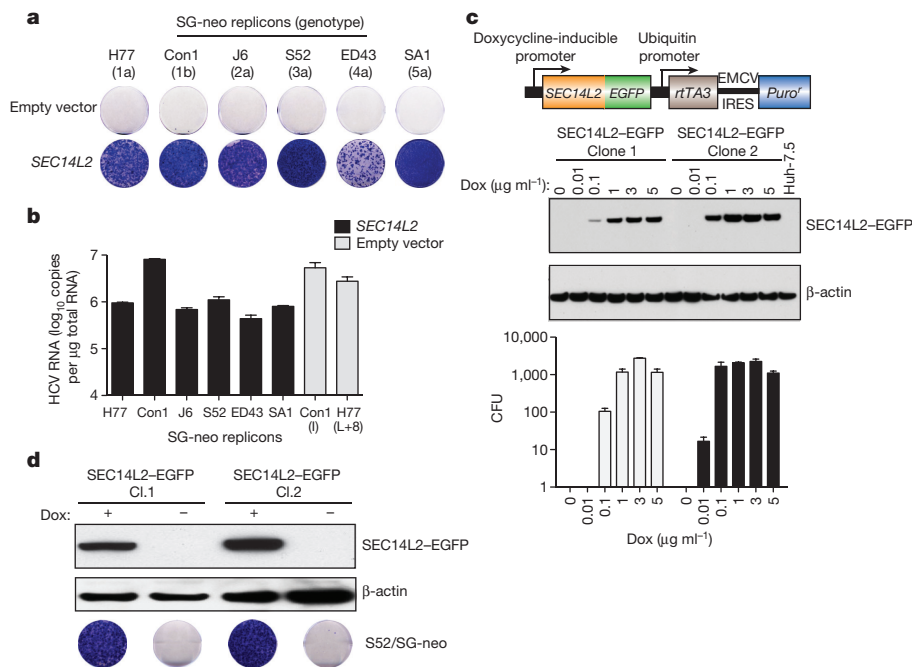 a
SG-neo replicons (genotype)
H77 (1a) Con1 (1b) J6 (2a) S52 (3a) ED43 (4a) SA1 (5a)
Empty vector
SEC14L2
b
SEC14L2
Empty vector
HCV RNA (log10 copies per μg total RNA)
7
6
5
4
H77 Con1 J6 S52 ED43 SA1 Con1 (I) H77 (L+8)
SG-neo replicons
c
Doxycycline-inducible promoter
Ubiquitin promoter
SEC14L2 EGFP rtTA3 EMCV IRES Puroʳ
SEC14L2–EGFP Clone 1
SEC14L2–EGFP Clone 2
Huh-7.5
Dox (μg ml⁻¹): 0 0.01 0.1 1 3 5 0 0.01 0.1 1 3 5
SEC14L2–EGFP
β-actin
CFU
10,000
1,000
100
10
1
0 0.01 0.1 1 3 5 0 0.01 0.1 1 3 5
Dox (μg ml⁻¹)
d
SEC14L2–EGFP Cl.1
SEC14L2–EGFP Cl.2
Dox: + − + −
SEC14L2–EGFP
β-actin
S52/SG-neo